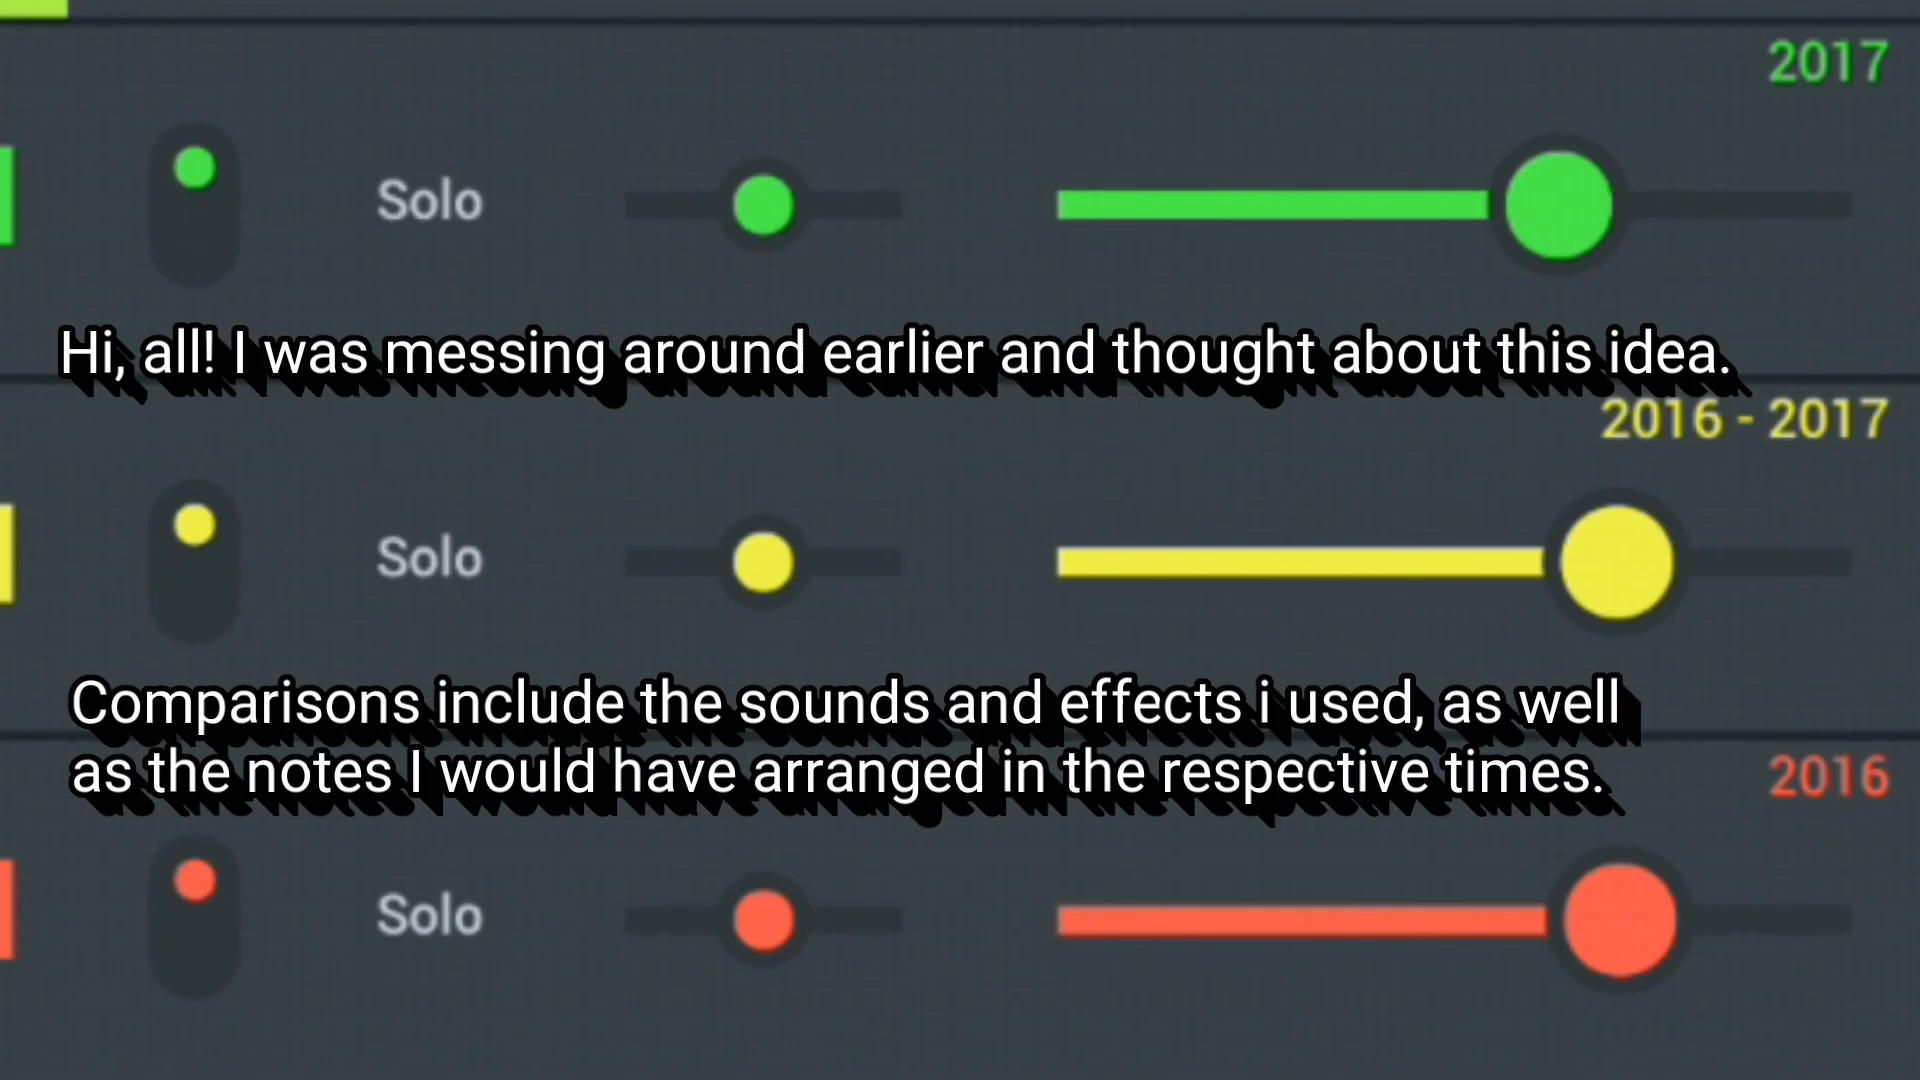 2017
Solo
Hi, all! I was messing around earlier and thought about this idea.
2016 - 2017
Solo
Comparisons include the sounds and effects i used, as well
as the notes I would have arranged in the respective times.
2016
Solo